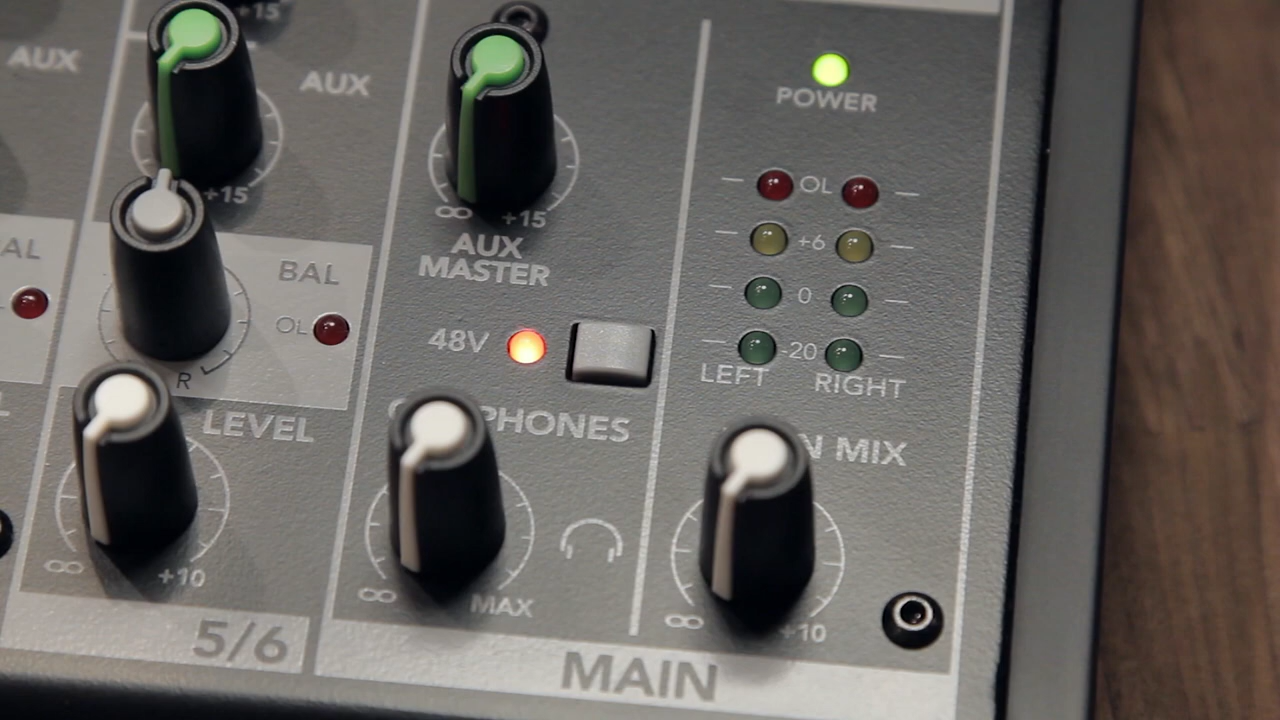 +15
AUX
AUX
+15
∞ +15
AUX
MASTER
POWER
OL
+6
0
-20
LEFT RIGHT
AL
BAL
OL
R
48V
LEVEL
PHONES
N MIX
∞ +10
∞ MAX
∞ +10
5/6
MAIN